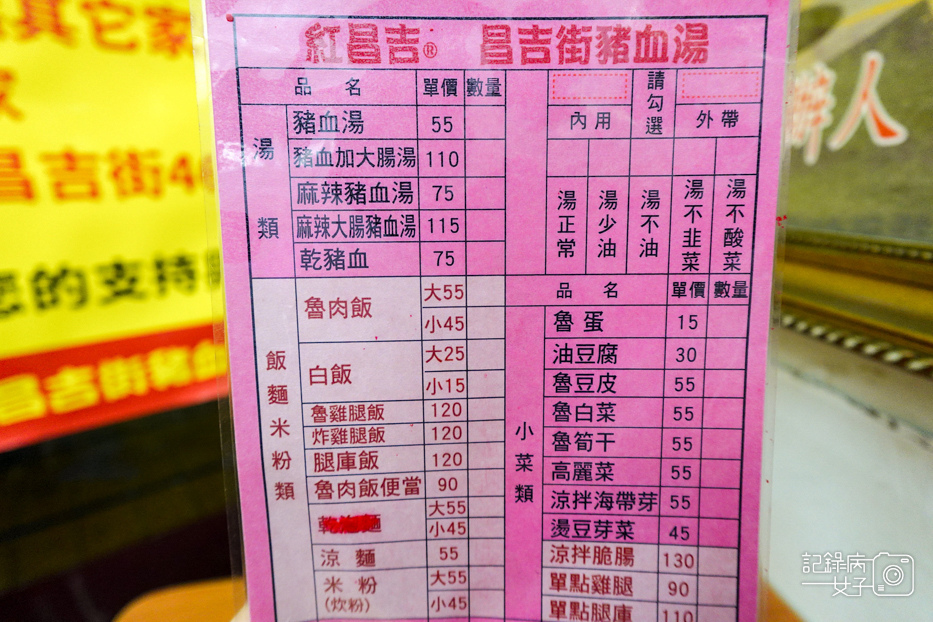 紅昌吉® 昌吉街豬血湯
品 名 單價 數量
湯類
豬血湯 55
豬血加大腸湯 110
麻辣豬血湯 75
麻辣大腸豬血湯 115
乾豬血 75
飯麵米粉類
魯肉飯 大55
小45
白飯 大25
小15
魯雞腿飯 120
炸雞腿飯 120
腿庫飯 120
魯肉飯便當 90
大55
小45
涼麵 55
米粉 大55
(炊粉) 小45
內用 請勾選 外帶
湯正常
湯少油
湯不油
湯不韭菜
湯不酸菜
品 名 單價 數量
小菜類
魯蛋 15
油豆腐 30
魯豆皮 55
魯白菜 55
魯筍干 55
高麗菜 55
涼拌海帶芽 55
燙豆芽菜 45
涼拌脆腸 130
單點雞腿 90
單點腿庫 110
其它家
昌吉街4
您的支持
昌吉街豬血
辦人
記錄病
女子